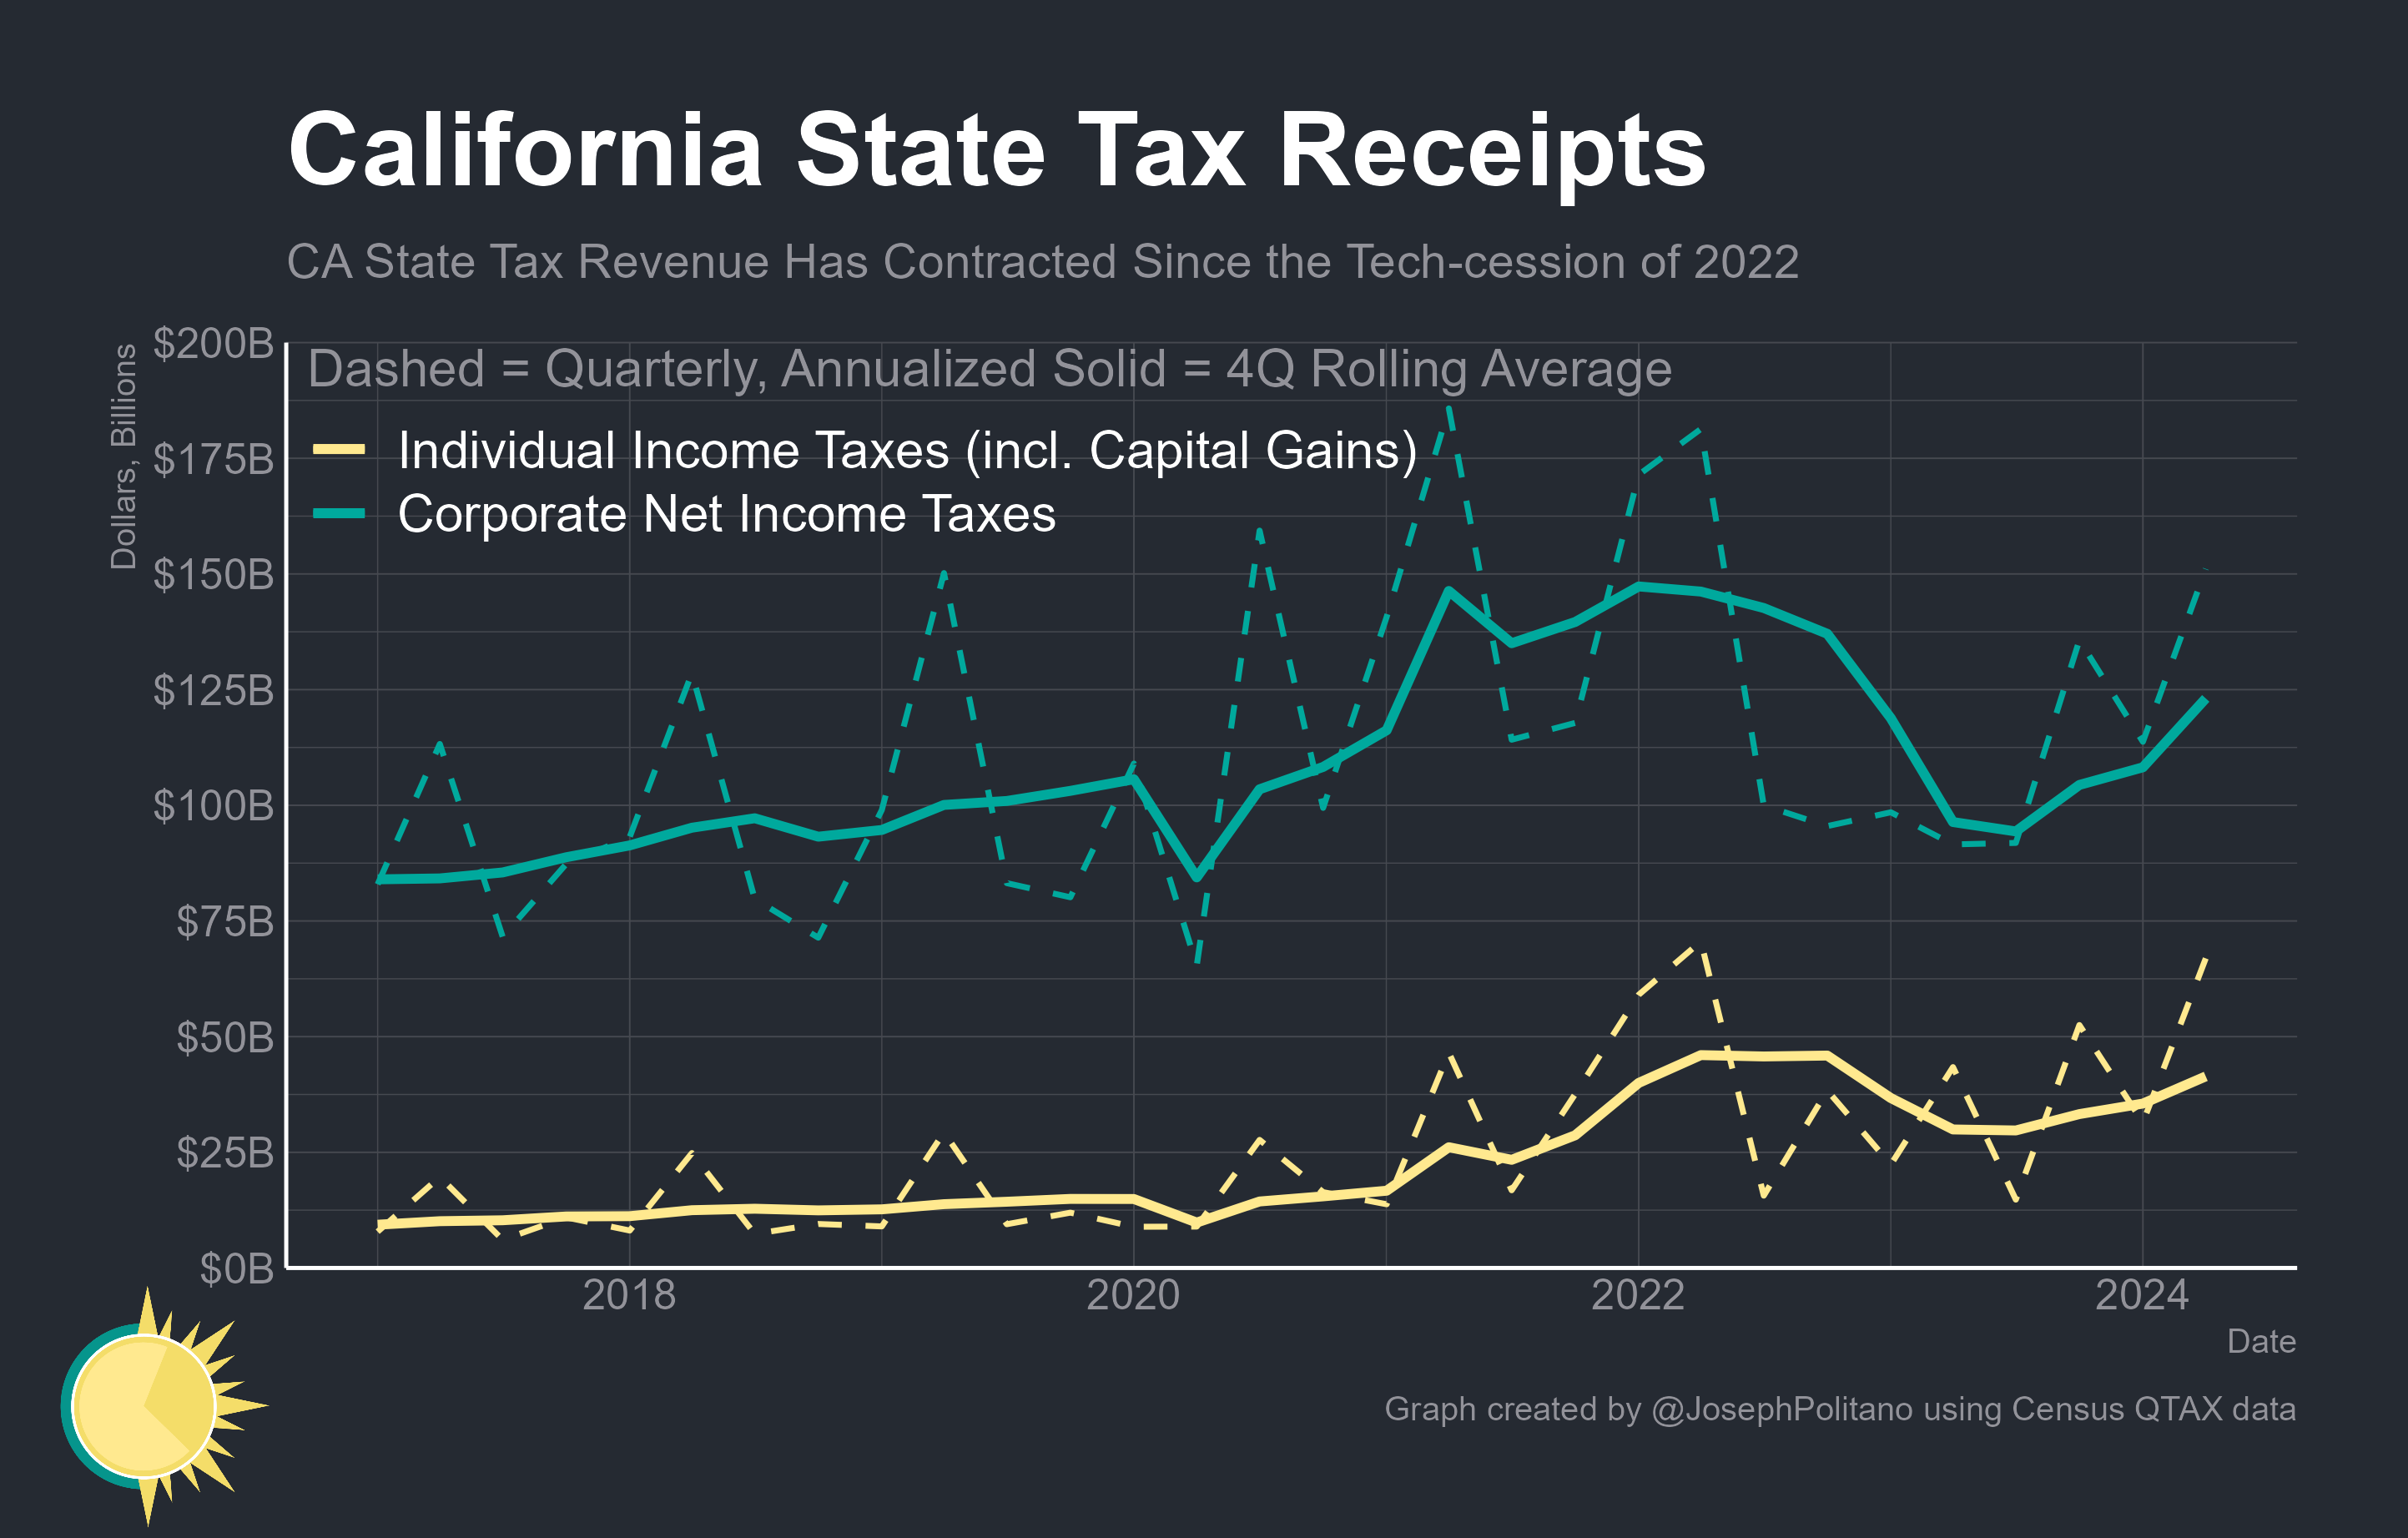 California State Tax Receipts
CA State Tax Revenue Has Contracted Since the Tech-cession of 2022
Dollars, Billions
$200B
$175B
$150B
$125B
$100B
$75B
$50B
$25B
$0B
Dashed = Quarterly, Annualized Solid = 4Q Rolling Average
Individual Income Taxes (incl. Capital Gains)
Corporate Net Income Taxes
2018
2020
2022
2024
Date
Graph created by @JosephPolitano using Census QTAX data